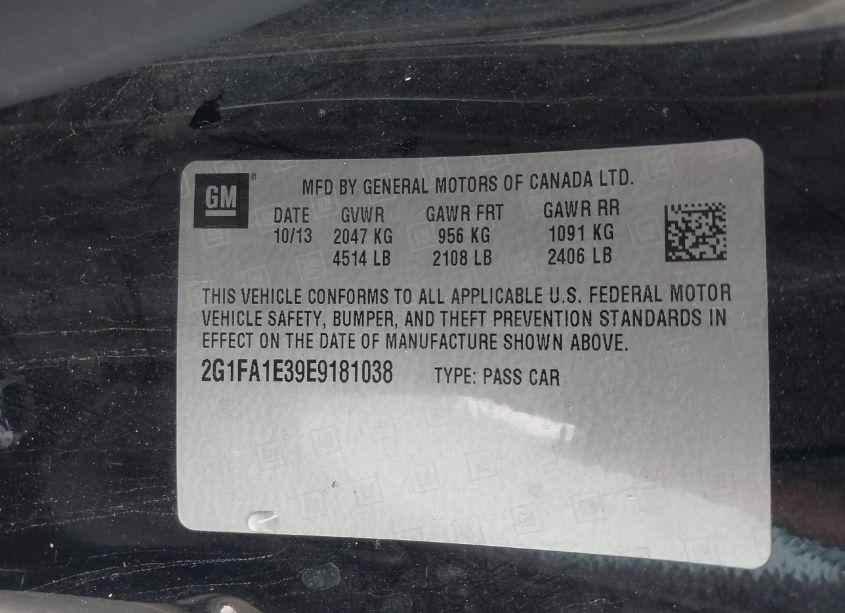 GM ® MFD BY GENERAL MOTORS OF CANADA LTD.
DATE GVWR GAWR FRT GAWR RR
10/13 2047 KG 956 KG 1091 KG
4514 LB 2108 LB 2406 LB
THIS VEHICLE CONFORMS TO ALL APPLICABLE U.S. FEDERAL MOTOR
VEHICLE SAFETY, BUMPER, AND THEFT PREVENTION STANDARDS IN
EFFECT ON THE DATE OF MANUFACTURE SHOWN ABOVE.
2G1FA1E39E9181038 TYPE: PASS CAR